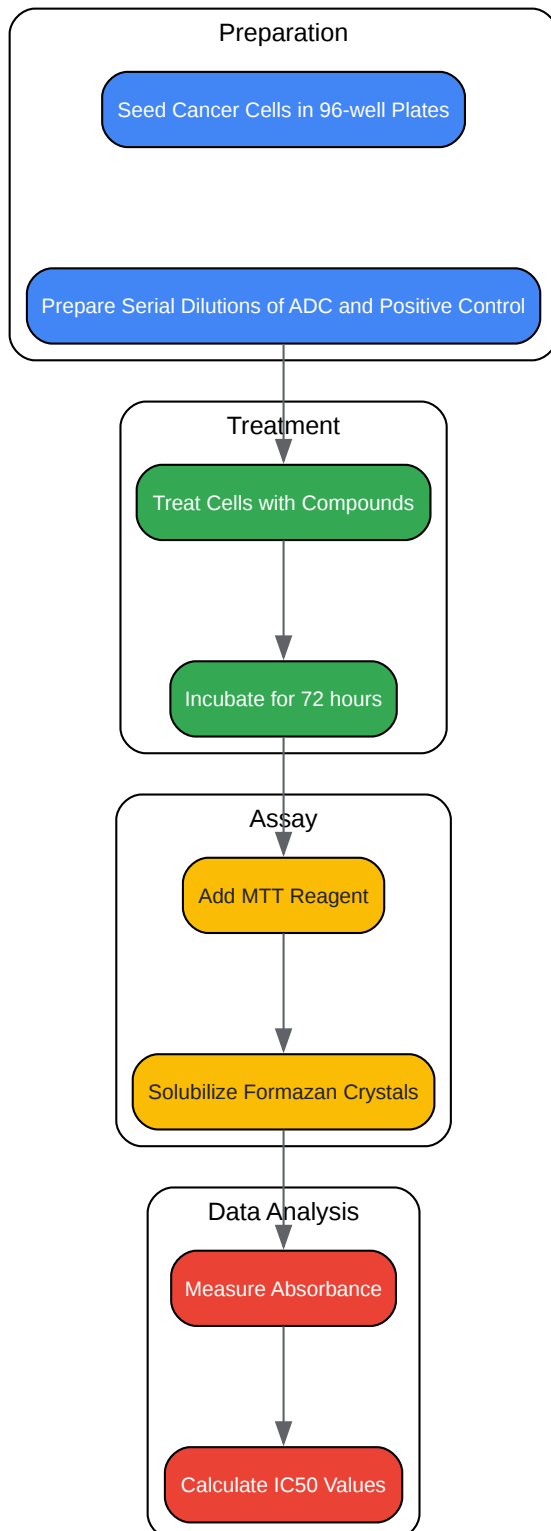 Preparation
Seed Cancer Cells in 96-well Plates
Prepare Serial Dilutions of ADC and Positive Control
Treatment
Treat Cells with Compounds
Incubate for 72 hours
Assay
Add MTT Reagent
Solubilize Formazan Crystals
Data Analysis
Measure Absorbance
Calculate IC50 Values